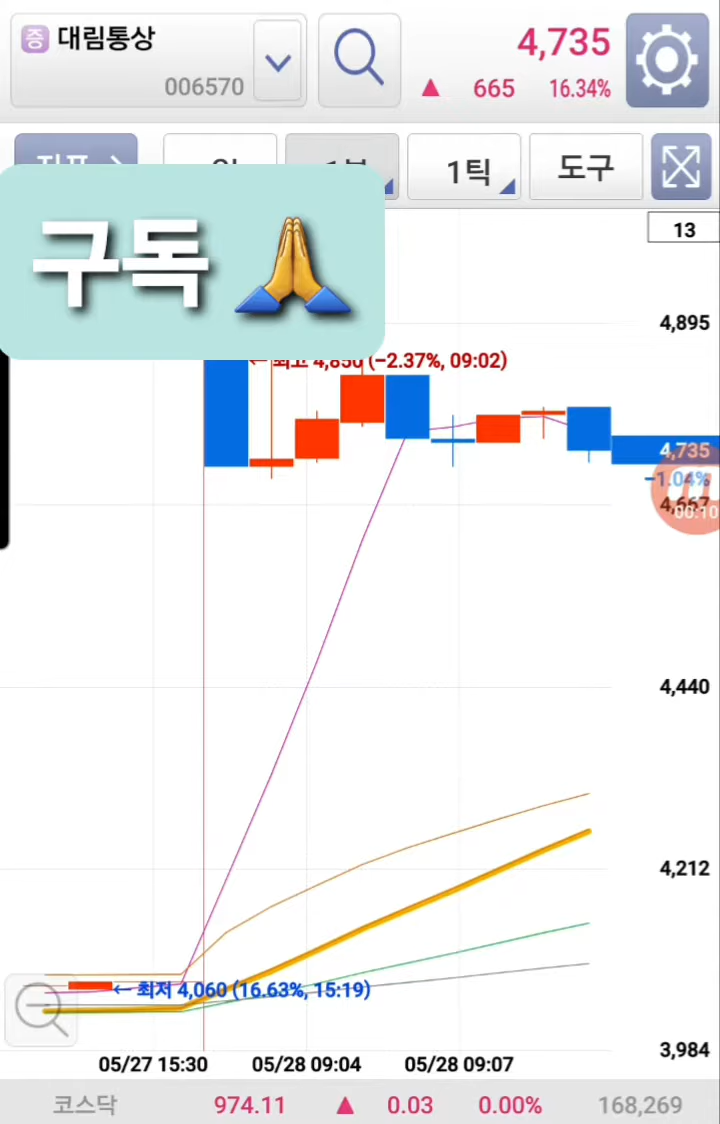 증 대림통상
006570
4,735
▲ 665 16.34%
1틱 도구
구독 🙏
13
4,895
← 최고 4,850 (−2.37%, 09:02)
4,735
−1.04%
4,667
00:10
4,440
4,212
← 최저 4,060 (16.63%, 15:19)
3,984
05/27 15:30 05/28 09:04 05/28 09:07
코스닥 974.11 ▲ 0.03 0.00% 168,269